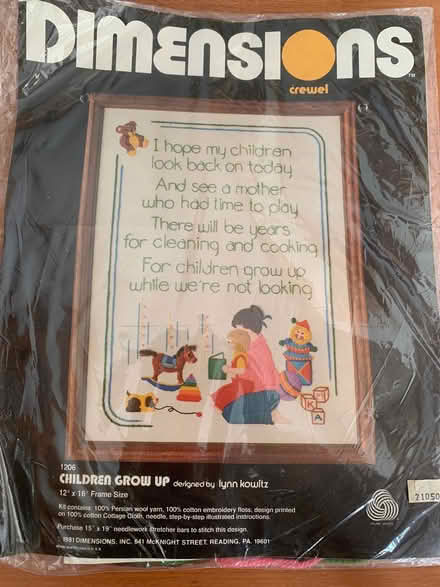 DIMENSIONS
crewel
I hope my children
look back on today
And see a mother
who had time to play
There will be years
for cleaning and cooking
For children grow up
while we're not looking
K
A
1206
CHILDREN GROW UP designed by lynn kowitz
12" x 16" Frame Size
Kit contains: 100% Persian wool yarn, 100% cotton embroidery floss, design printed
on 100% cotton Cottage Cloth, needle, step-by-step illustrated instructions.
Purchase 15" x 19" needlework stretcher bars to stitch this design.
© 1981 DIMENSIONS, INC. 641 McKNIGHT STREET, READING, PA. 19601
21050